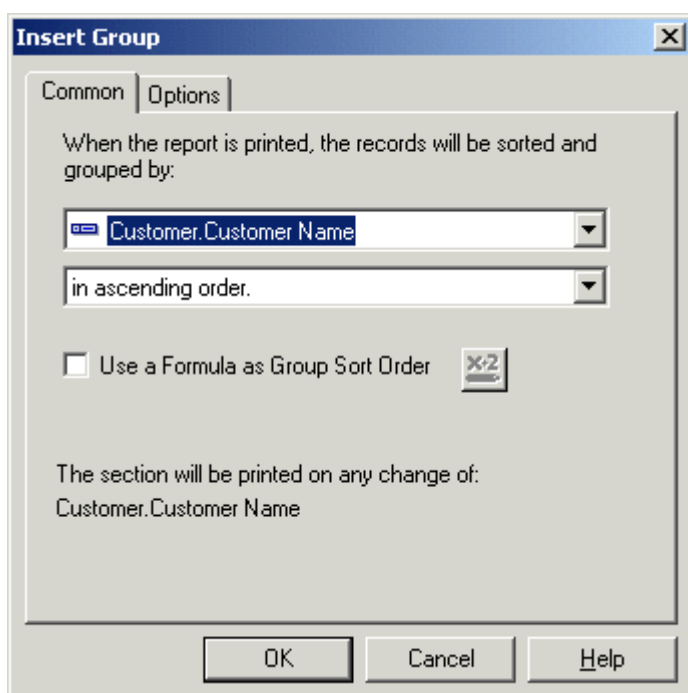 Insert Group
Common Options
When the report is printed, the records will be sorted and
grouped by:
Customer.Customer Name
in ascending order.
Use a Formula as Group Sort Order X+2
The section will be printed on any change of:
Customer.Customer Name
OK Cancel Help